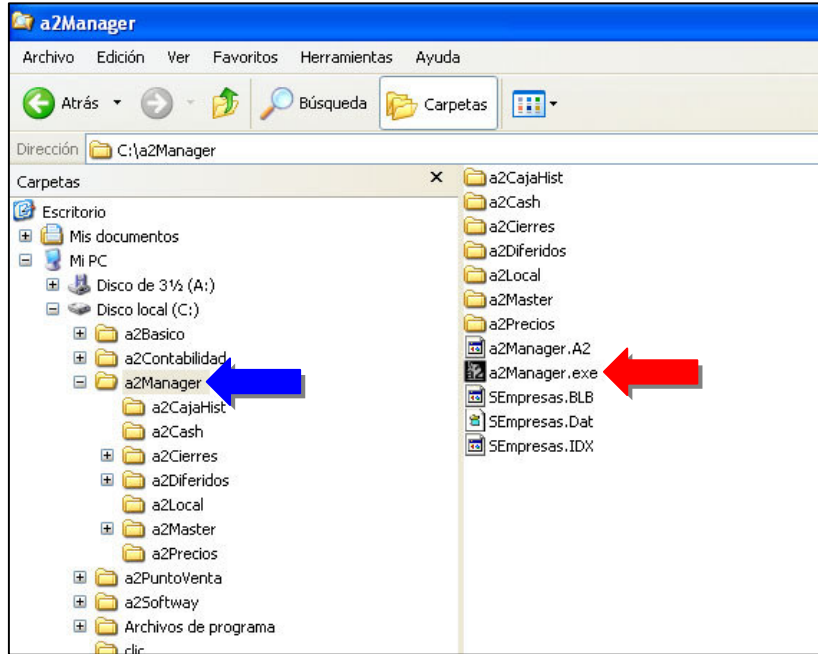 a2Manager
Archivo Edición Ver Favoritos Herramientas Ayuda
Atrás Búsqueda Carpetas
Dirección C:\a2Manager
Carpetas
Escritorio
Mis documentos
Mi PC
Disco de 3½ (A:)
Disco local (C:)
a2Basico
a2Contabilidad
a2Manager
a2CajaHist
a2Cash
a2Cierres
a2Diferidos
a2Local
a2Master
a2Precios
a2PuntoVenta
a2Softway
Archivos de programa
clic
a2CajaHist
a2Cash
a2Cierres
a2Diferidos
a2Local
a2Master
a2Precios
a2Manager.A2
a2Manager.exe
SEmpresas.BLB
SEmpresas.Dat
SEmpresas.IDX